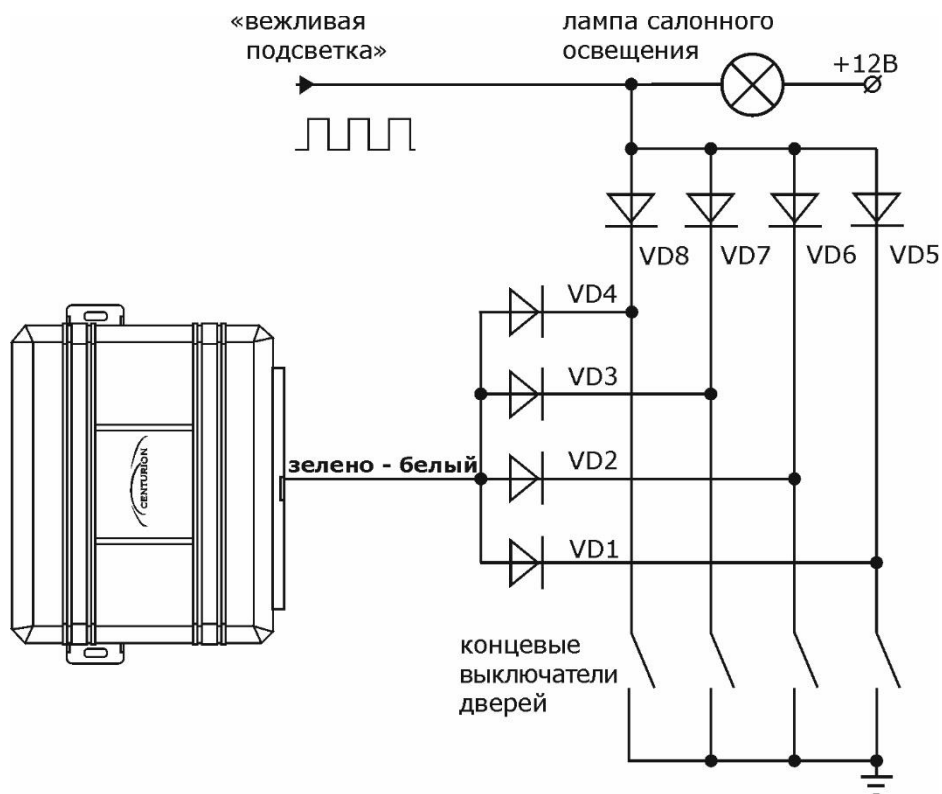 «вежливая
подсветка»
лампа салонного
освещения
+12В
VD8
VD7
VD6
VD5
VD4
VD3
зелено - белый
VD2
VD1
CENTURION
концевые
выключатели
дверей